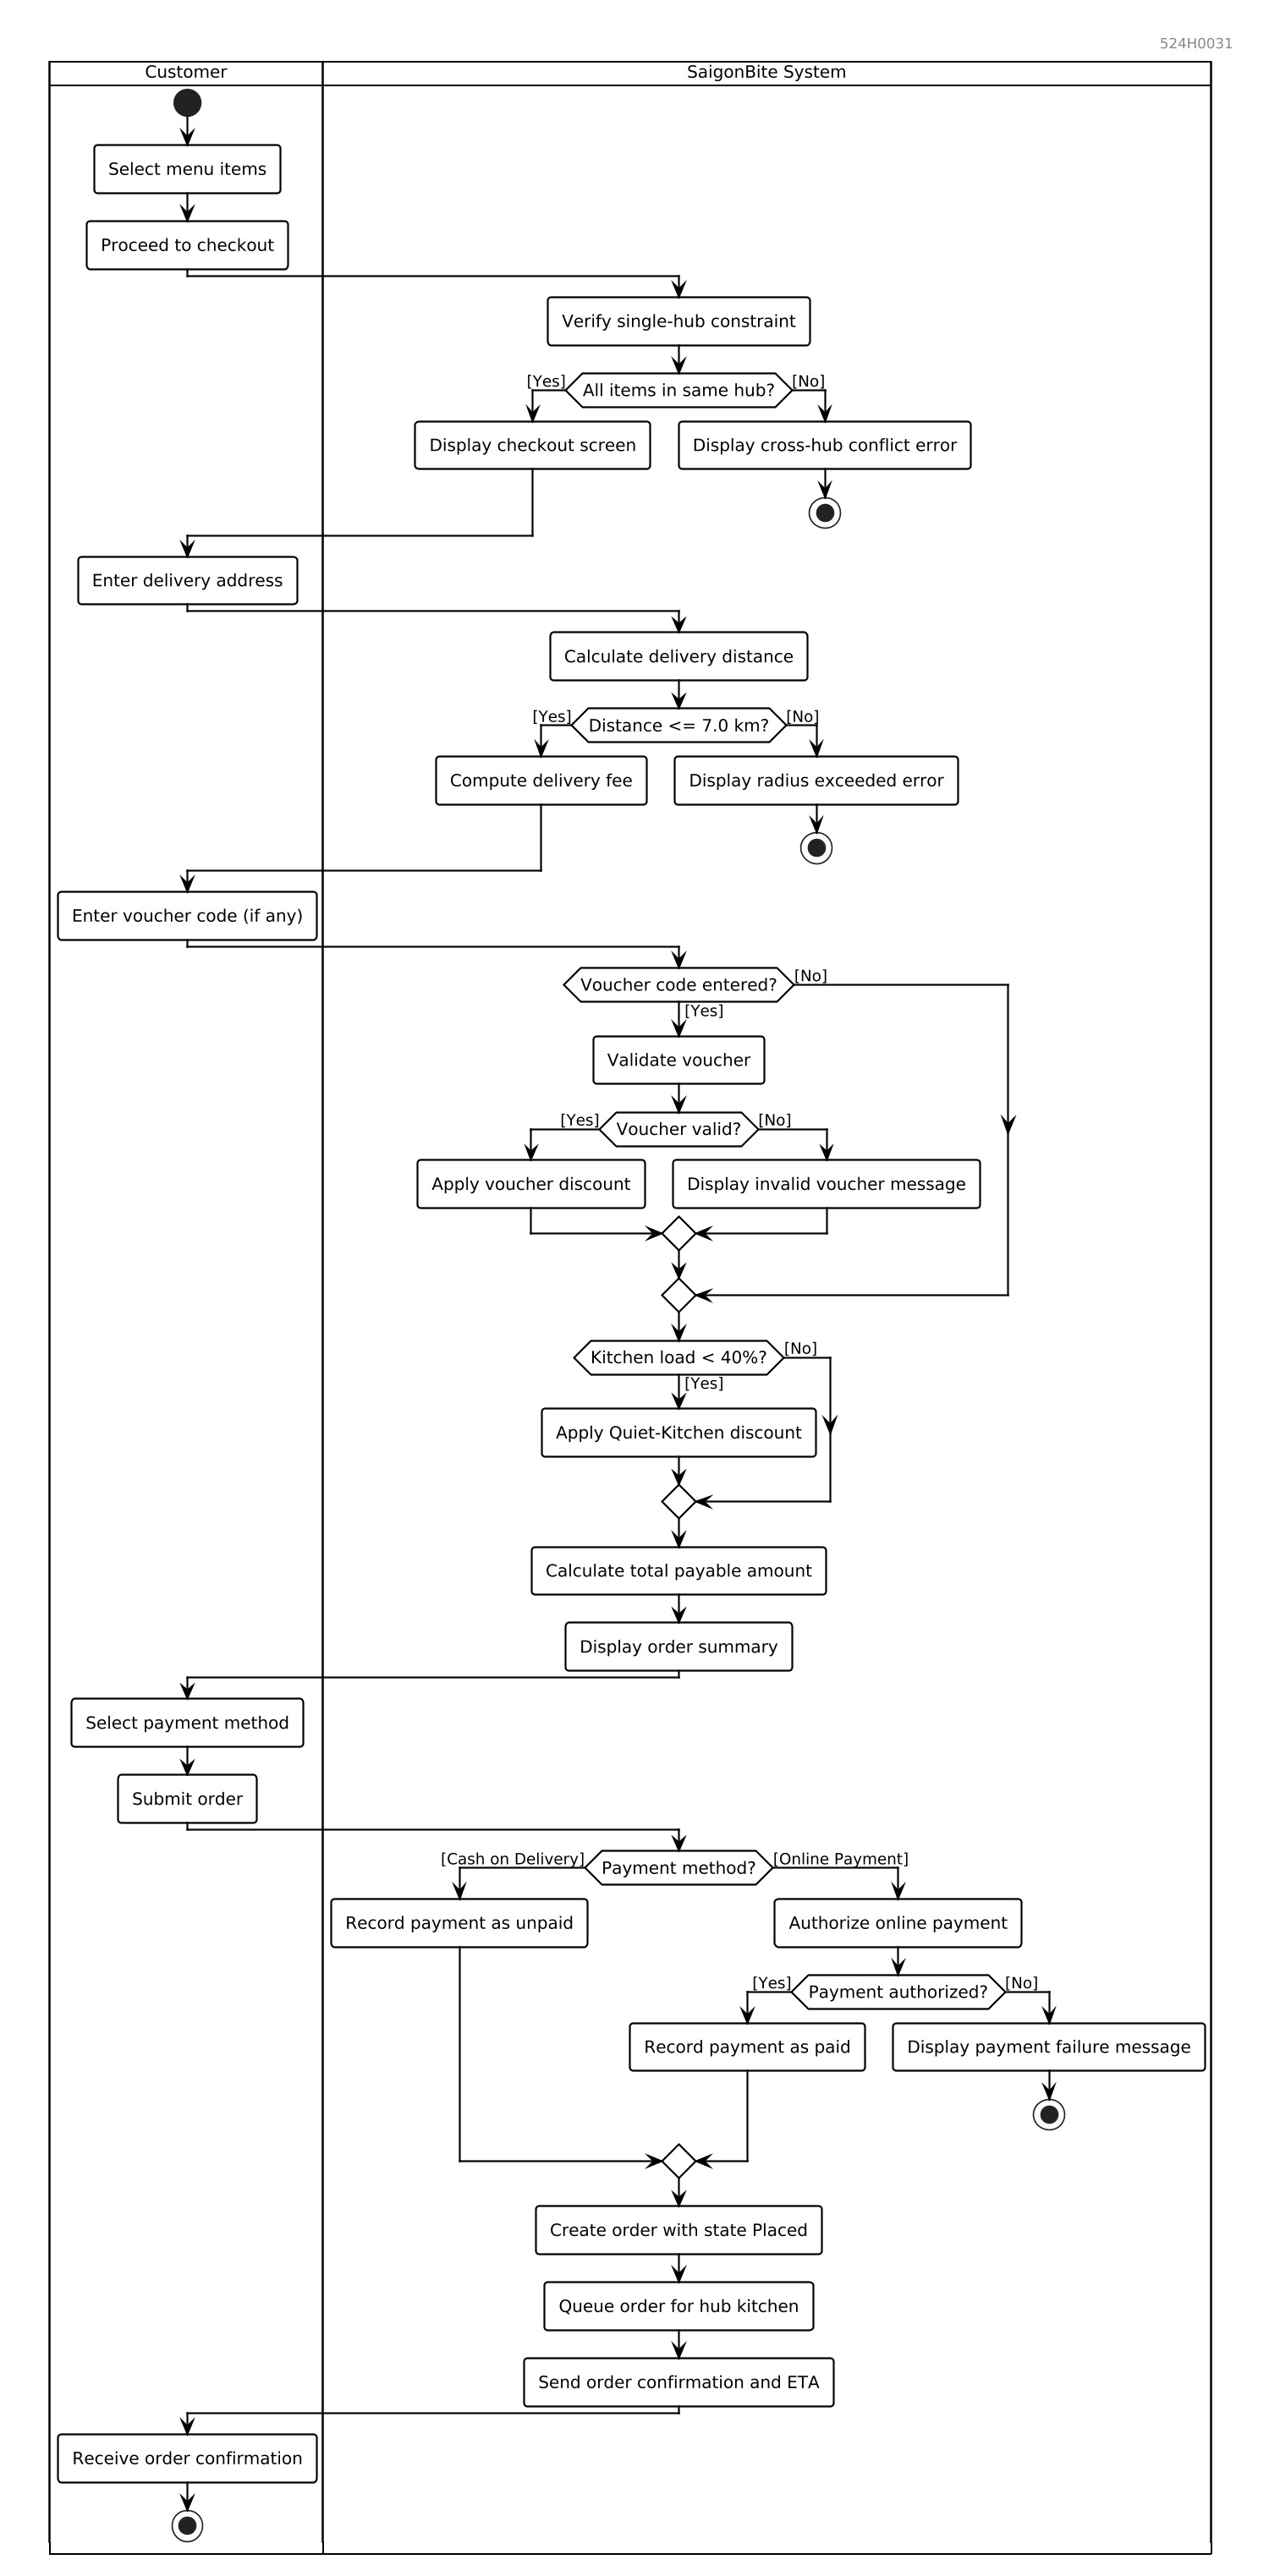 524H0031
Customer
SaigonBite System
Select menu items
Proceed to checkout
Verify single-hub constraint
[Yes]
All items in same hub?
[No]
Display checkout screen
Display cross-hub conflict error
Enter delivery address
Calculate delivery distance
[Yes]
Distance <= 7.0 km?
[No]
Compute delivery fee
Display radius exceeded error
Enter voucher code (if any)
Voucher code entered?
[No]
[Yes]
Validate voucher
[Yes]
Voucher valid?
[No]
Apply voucher discount
Display invalid voucher message
Kitchen load < 40%?
[No]
[Yes]
Apply Quiet-Kitchen discount
Calculate total payable amount
Display order summary
Select payment method
Submit order
[Cash on Delivery]
Payment method?
[Online Payment]
Record payment as unpaid
Authorize online payment
[Yes]
Payment authorized?
[No]
Record payment as paid
Display payment failure message
Create order with state Placed
Queue order for hub kitchen
Send order confirmation and ETA
Receive order confirmation